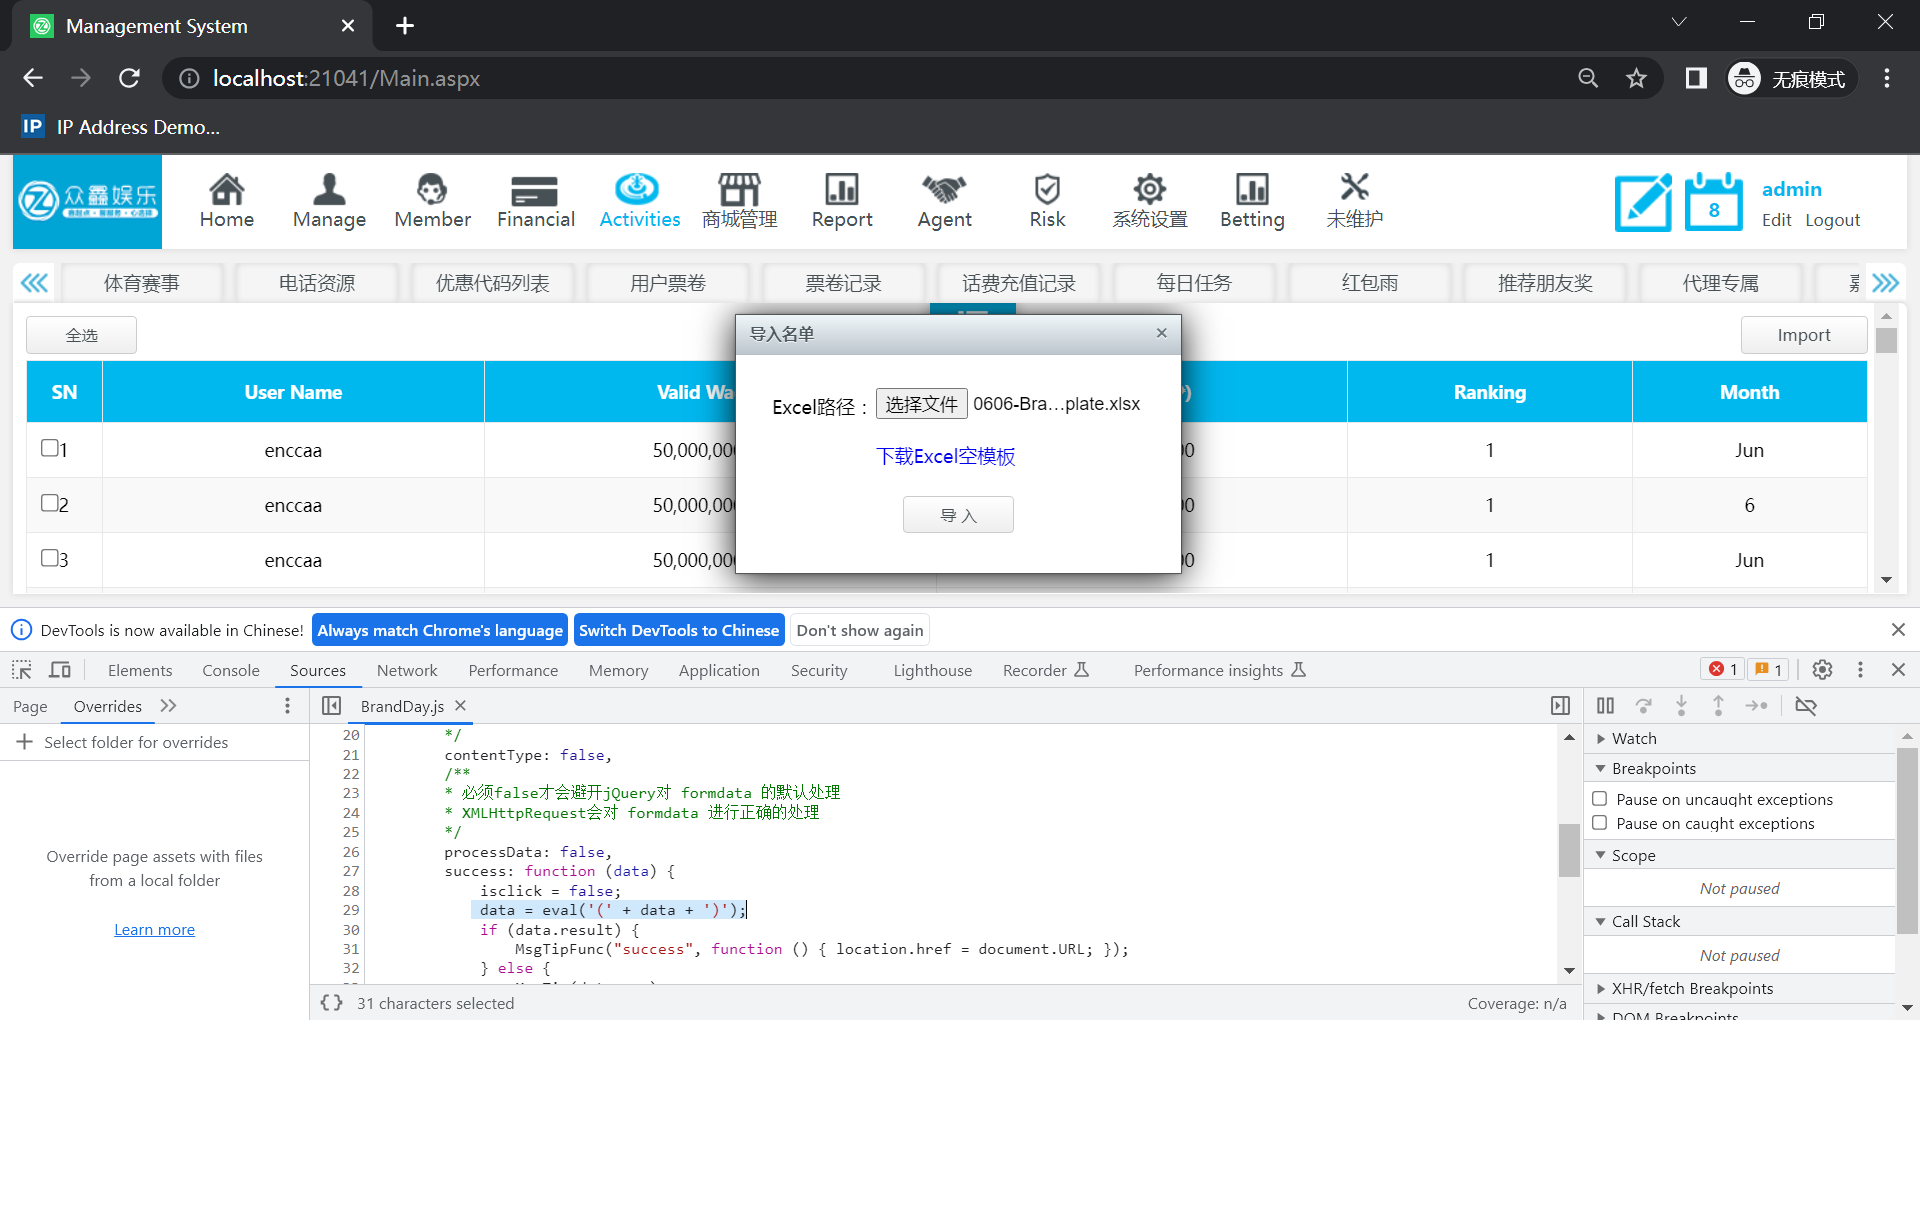 Management System
localhost:21041/Main.aspx
无痕模式
IP
IP Address Demo...
众鑫娱乐
Home
Manage
Member
Financial
Activities
商城管理
Report
Agent
Risk
系统设置
Betting
未维护
8
admin
Edit Logout
体育赛事
电话资源
优惠代码列表
用户票卷
票卷记录
话费充值记录
每日任务
红包雨
推荐朋友奖
代理专属
全选
Import
SN User Name Valid Wa Ranking Month
1 enccaa 50,000,00 1 Jun
2 enccaa 50,000,00 1 6
3 enccaa 50,000,00 1 Jun
导入名单
Excel路径： 选择文件 0606-Bra…plate.xlsx
下载Excel空模板
导 入
DevTools is now available in Chinese! Always match Chrome's language Switch DevTools to Chinese Don't show again
Elements Console Sources Network Performance Memory Application Security Lighthouse Recorder Performance insights 1 1
Page Overrides
BrandDay.js
Select folder for overrides
Override page assets with files
from a local folder
Learn more
20 */
21 contentType: false,
22 /**
23 * 必须false才会避开jQuery对 formdata 的默认处理
24 * XMLHttpRequest会对 formdata 进行正确的处理
25 */
26 processData: false,
27 success: function (data) {
28 isclick = false;
29 data = eval('(' + data + ')');
30 if (data.result) {
31 MsgTipFunc("success", function () { location.href = document.URL; });
32 } else {
{} 31 characters selected
Coverage: n/a
Watch
Breakpoints
Pause on uncaught exceptions
Pause on caught exceptions
Scope
Not paused
Call Stack
Not paused
XHR/fetch Breakpoints
DOM Breakpoints